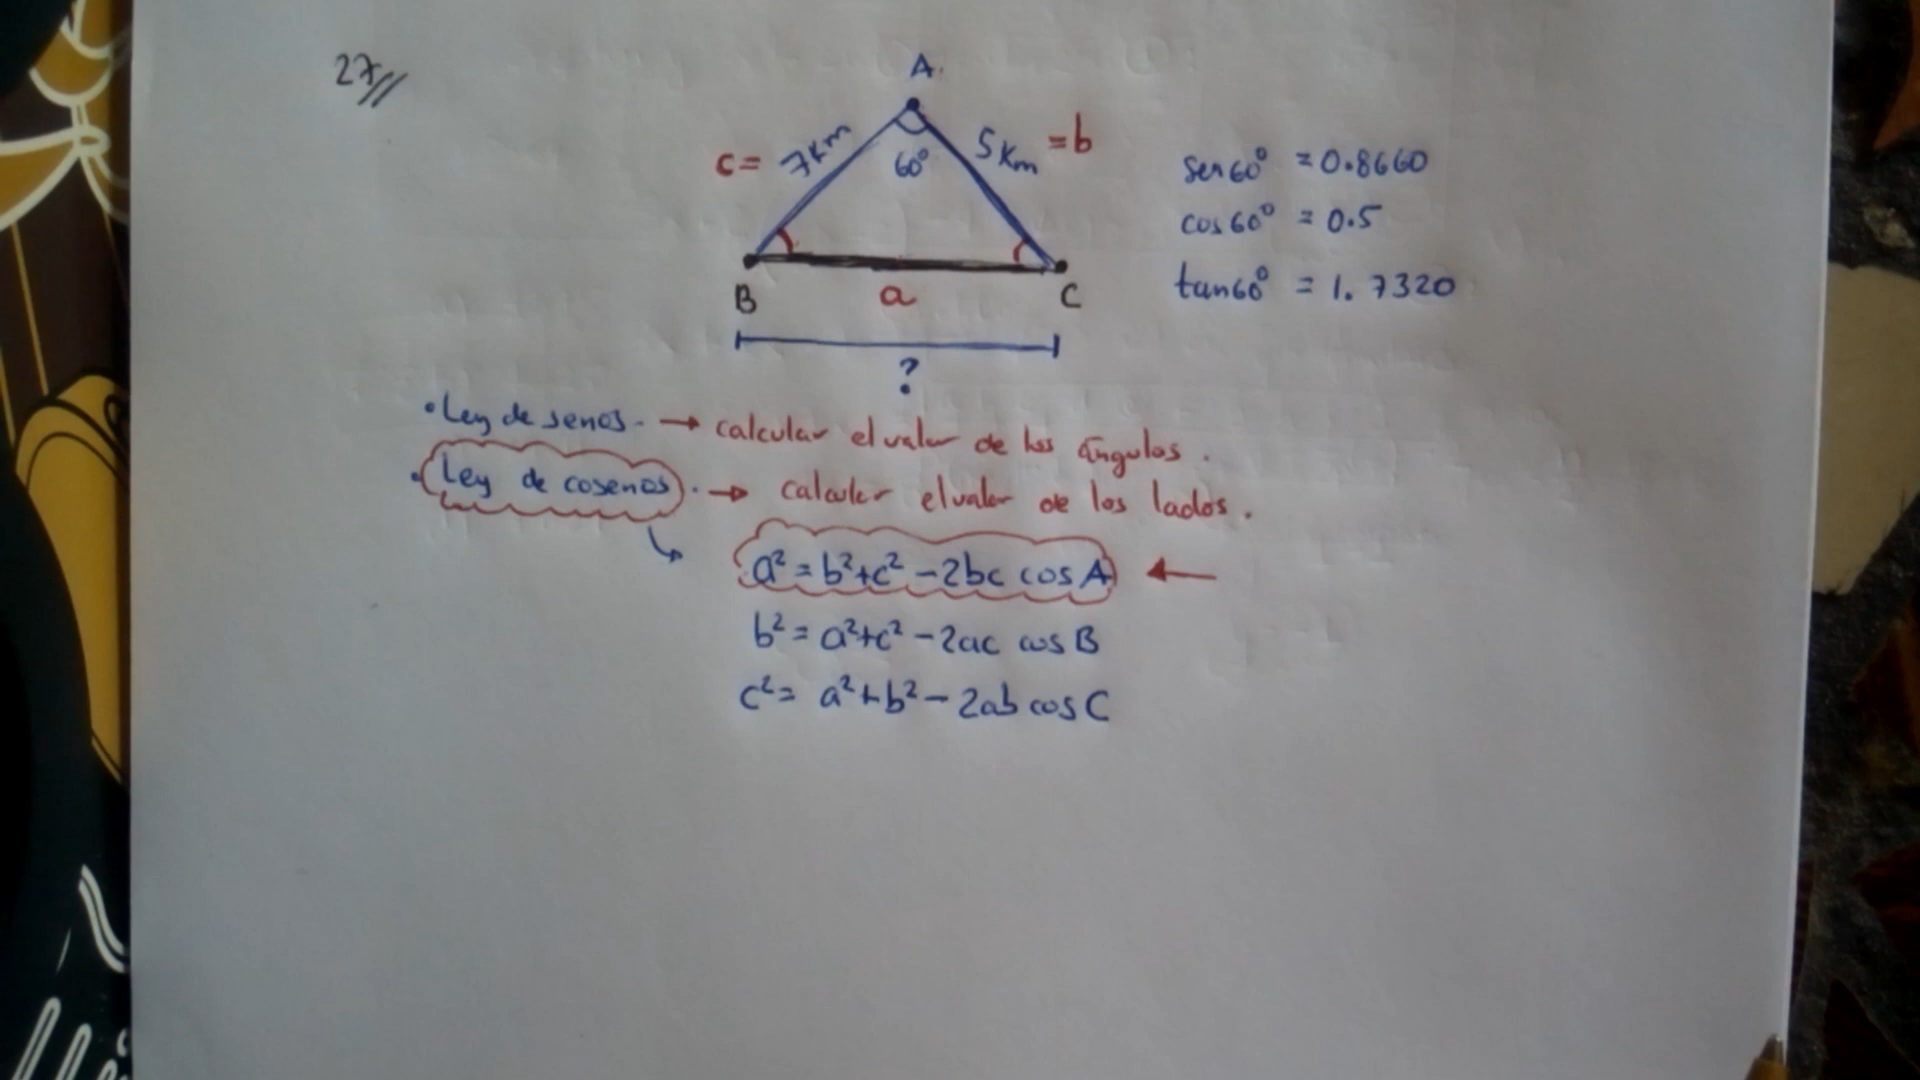 27//
A
c = 7km
60°
5km = b
sen60° = 0.8660
cos60° = 0.5
tan60° = 1.7320
B
a
C
?
• Ley de senos. → calcular el valor de los ángulos.
• Ley de cosenos. → calcular el valor de los lados.
a² = b²+c² - 2bc cos A ←
b² = a²+c² - 2ac cos B
c² = a²+b² - 2ab cos C